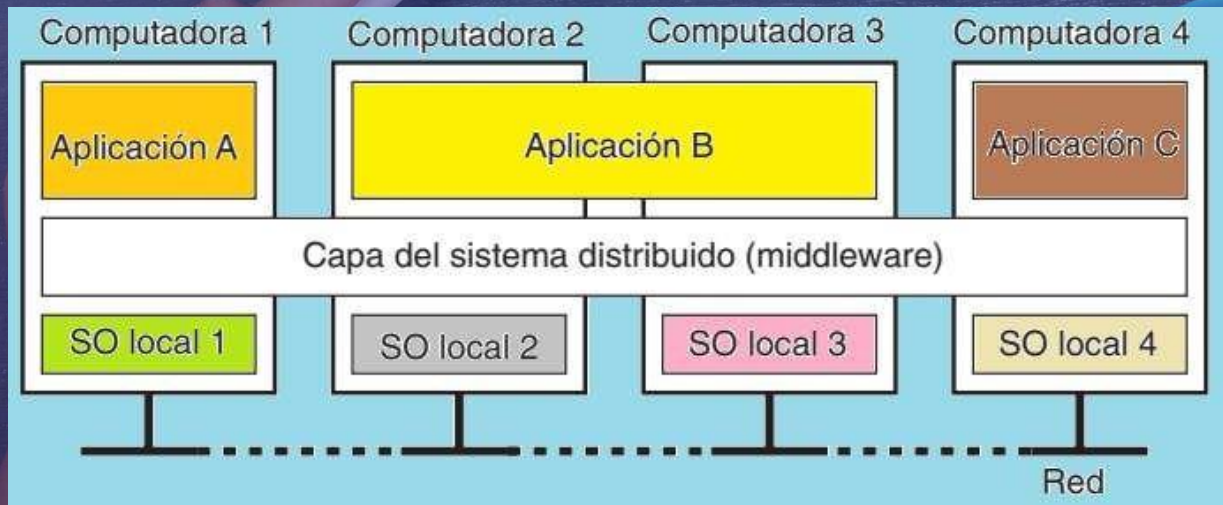 Computadora 1
Computadora 2
Computadora 3
Computadora 4
Aplicación A
Aplicación B
Aplicación C
Capa del sistema distribuido (middleware)
SO local 1
SO local 2
SO local 3
SO local 4
Red